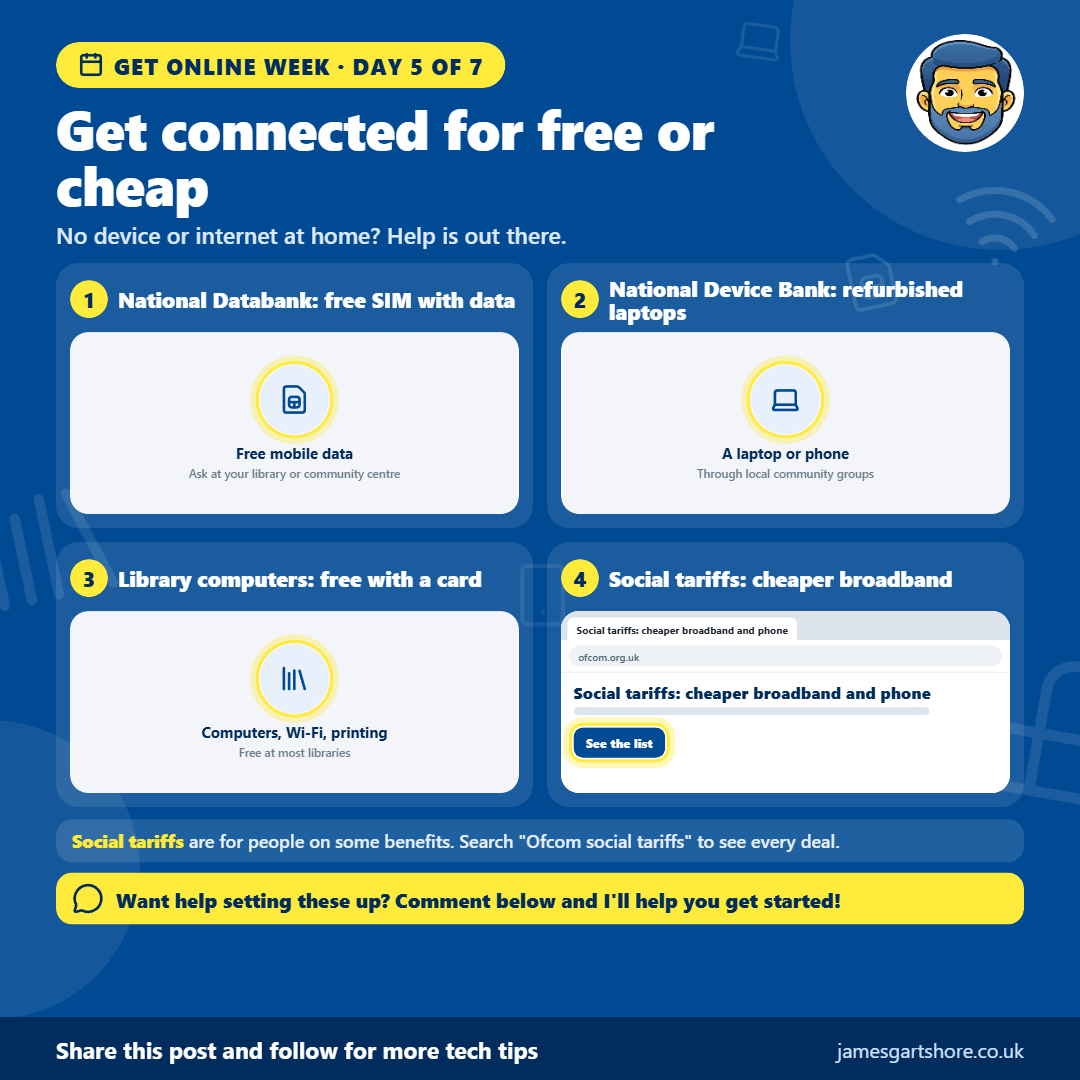 GET ONLINE WEEK · DAY 5 OF 7
Get connected for free or
cheap
No device or internet at home? Help is out there.
1
National Databank: free SIM with data
Free mobile data
Ask at your library or community centre
2
National Device Bank: refurbished
laptops
A laptop or phone
Through local community groups
3
Library computers: free with a card
Computers, Wi-Fi, printing
Free at most libraries
4
Social tariffs: cheaper broadband
Social tariffs: cheaper broadband and phone
ofcom.org.uk
Social tariffs: cheaper broadband and phone
See the list
Social tariffs are for people on some benefits. Search "Ofcom social tariffs" to see every deal.
Want help setting these up? Comment below and I'll help you get started!
Share this post and follow for more tech tips
jamesgartshore.co.uk